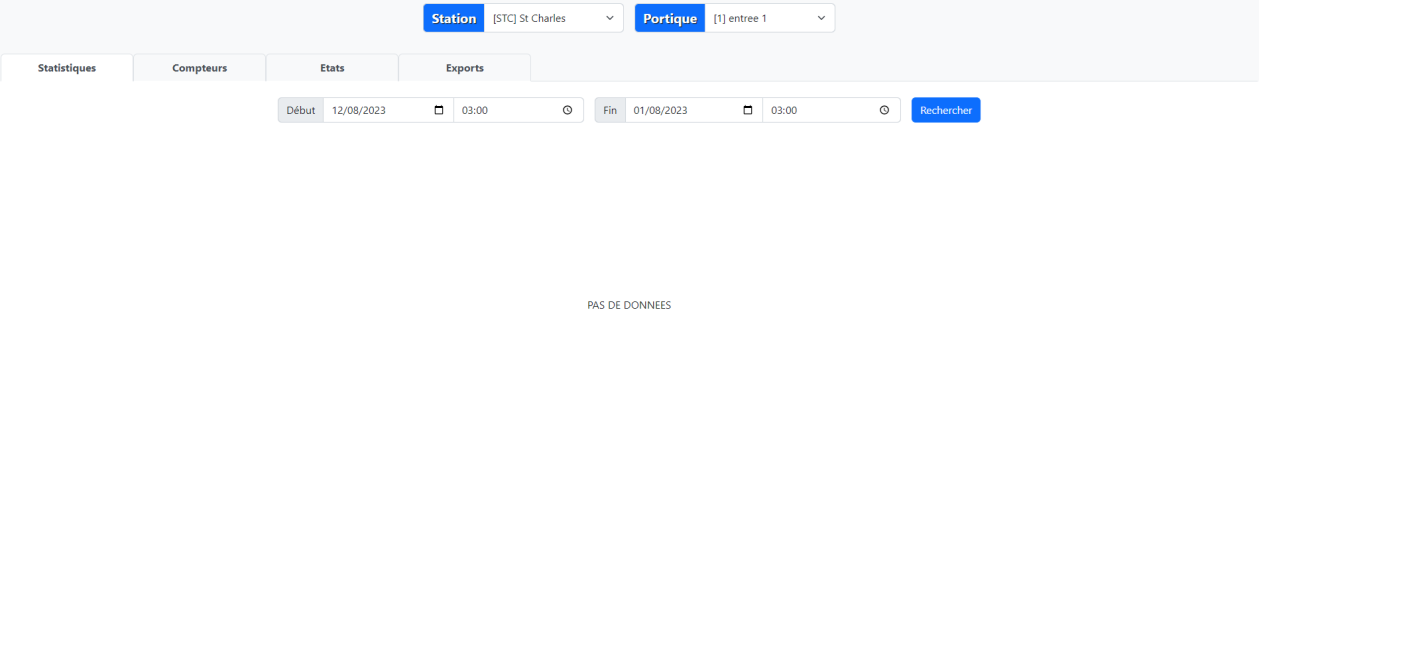 Station [STC] St Charles Portique [1] entree 1
Statistiques Compteurs Etats Exports
Début 12/08/2023 03:00 Fin 01/08/2023 03:00 Rechercher
PAS DE DONNEES